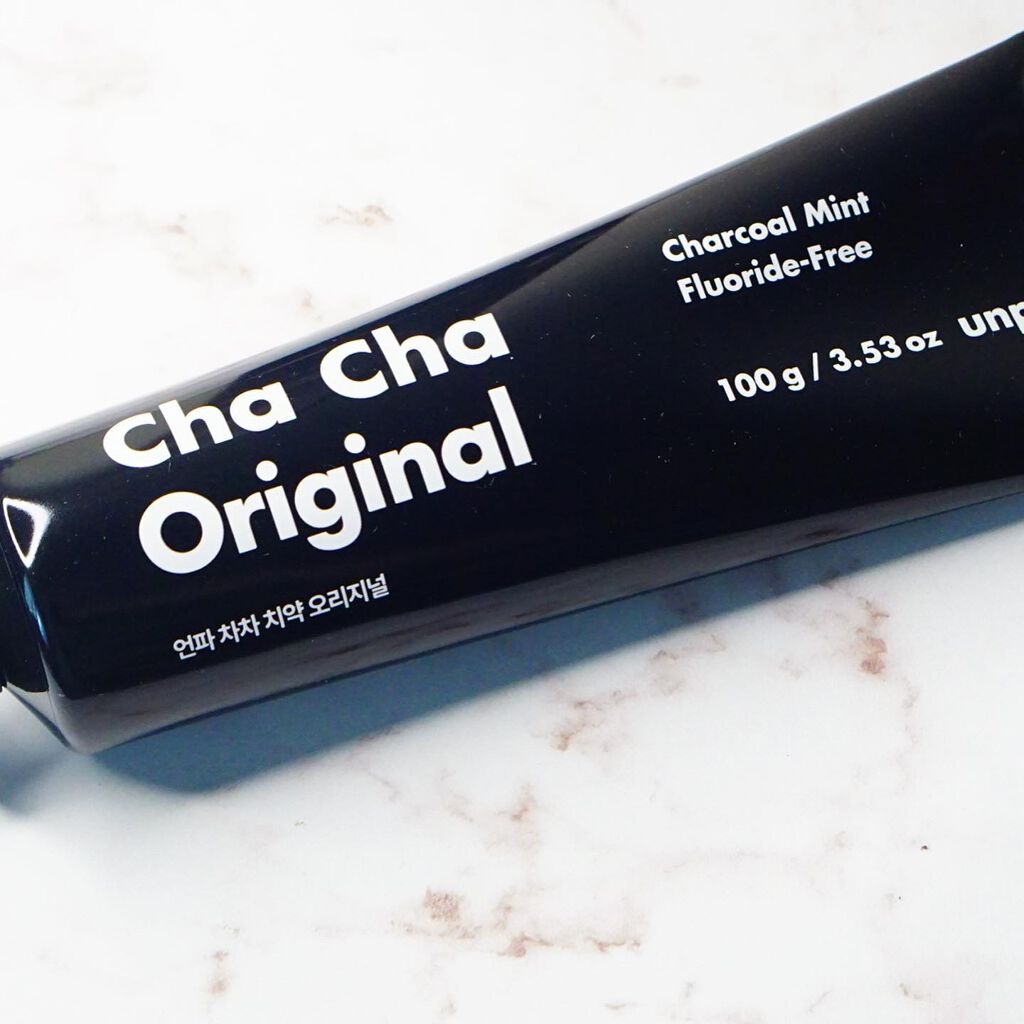 Cha Cha
Original
언파 차차 치약 오리지널
Charcoal Mint
Fluoride-Free
100 g / 3.53 oz